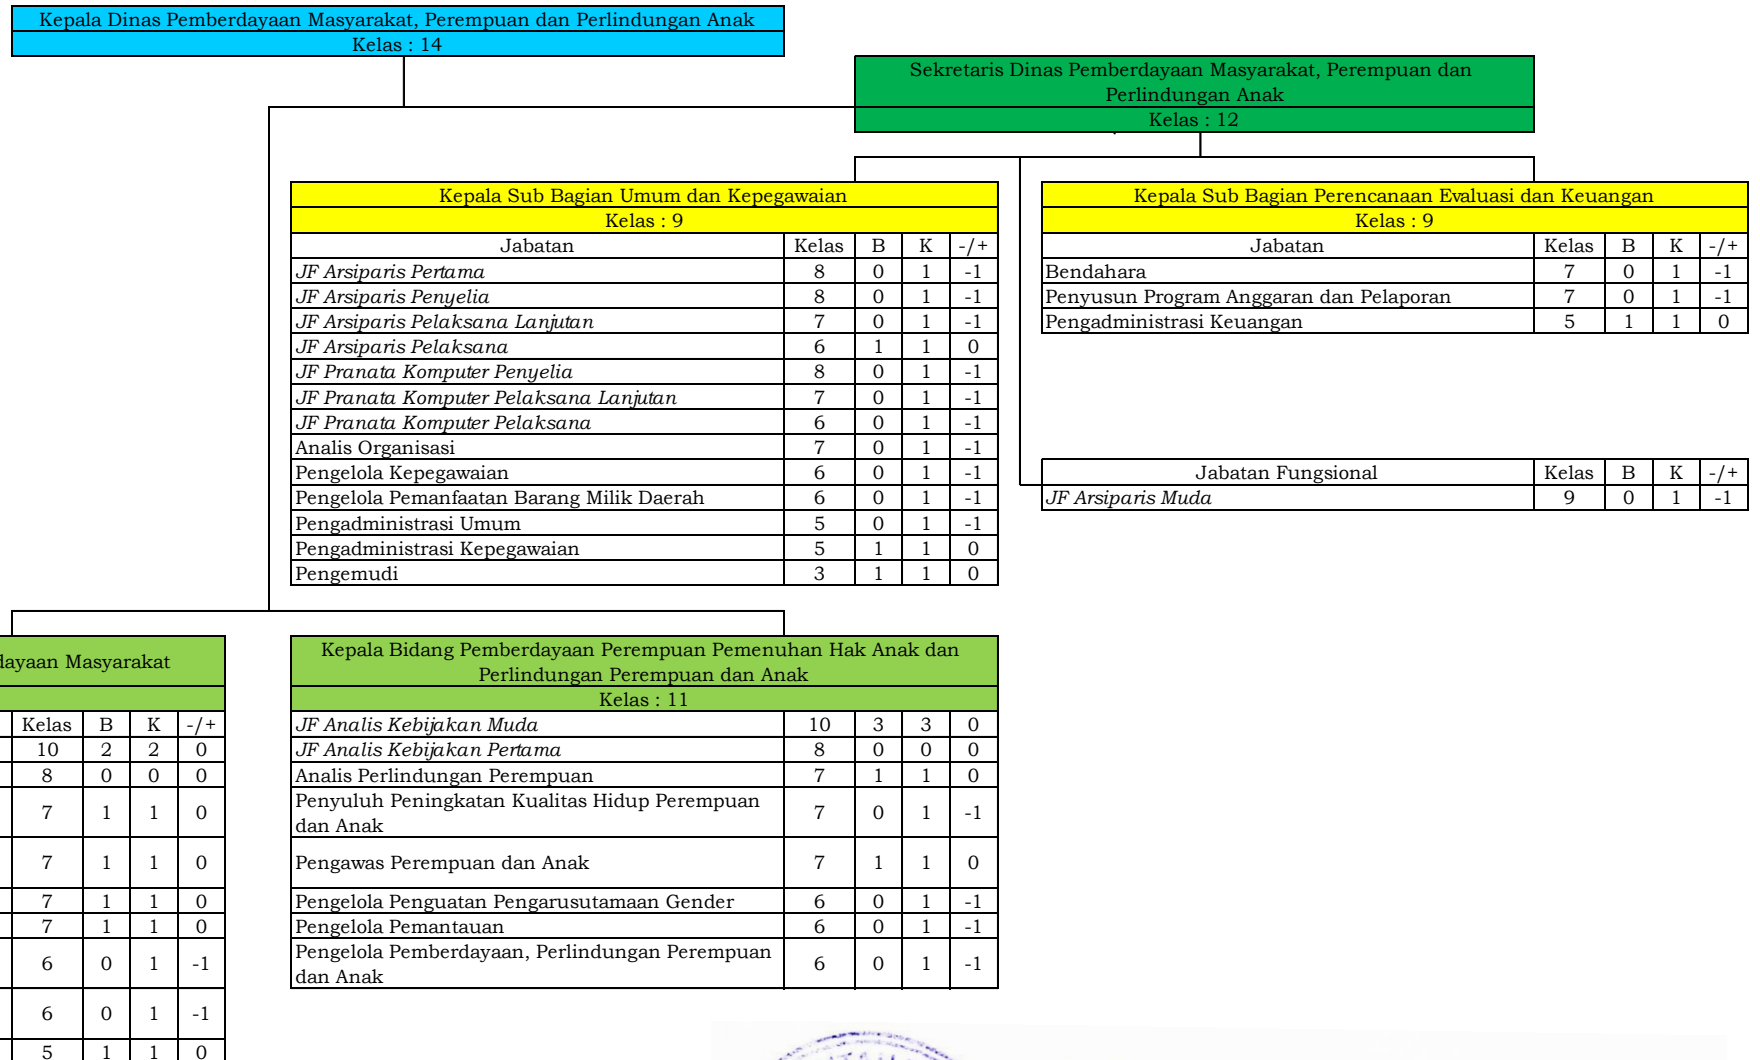 Kepala Dinas Pemberdayaan Masyarakat, Perempuan dan Perlindungan Anak
Kelas : 14
Sekretaris Dinas Pemberdayaan Masyarakat, Perempuan dan
Perlindungan Anak
Kelas : 12
Kepala Sub Bagian Umum dan Kepegawaian
Kelas : 9
Jabatan Kelas B K -/+
JF Arsiparis Pertama 8 0 1 -1
JF Arsiparis Penyelia 8 0 1 -1
JF Arsiparis Pelaksana Lanjutan 7 0 1 -1
JF Arsiparis Pelaksana 6 1 1 0
JF Pranata Komputer Penyelia 8 0 1 -1
JF Pranata Komputer Pelaksana Lanjutan 7 0 1 -1
JF Pranata Komputer Pelaksana 6 0 1 -1
Analis Organisasi 7 0 1 -1
Pengelola Kepegawaian 6 0 1 -1
Pengelola Pemanfaatan Barang Milik Daerah 6 0 1 -1
Pengadministrasi Umum 5 0 1 -1
Pengadministrasi Kepegawaian 5 1 1 0
Pengemudi 3 1 1 0
Kepala Sub Bagian Perencanaan Evaluasi dan Keuangan
Kelas : 9
Jabatan Kelas B K -/+
Bendahara 7 0 1 -1
Penyusun Program Anggaran dan Pelaporan 7 0 1 -1
Pengadministrasi Keuangan 5 1 1 0
Jabatan Fungsional Kelas B K -/+
JF Arsiparis Muda 9 0 1 -1
dayaan Masyarakat
Kelas B K -/+
10 2 2 0
8 0 0 0
7 1 1 0
7 1 1 0
7 1 1 0
7 1 1 0
6 0 1 -1
6 0 1 -1
5 1 1 0
Kepala Bidang Pemberdayaan Perempuan Pemenuhan Hak Anak dan
Perlindungan Perempuan dan Anak
Kelas : 11
JF Analis Kebijakan Muda 10 3 3 0
JF Analis Kebijakan Pertama 8 0 0 0
Analis Perlindungan Perempuan 7 1 1 0
Penyuluh Peningkatan Kualitas Hidup Perempuan
dan Anak 7 0 1 -1
Pengawas Perempuan dan Anak 7 1 1 0
Pengelola Penguatan Pengarusutamaan Gender 6 0 1 -1
Pengelola Pemantauan 6 0 1 -1
Pengelola Pemberdayaan, Perlindungan Perempuan
dan Anak 6 0 1 -1